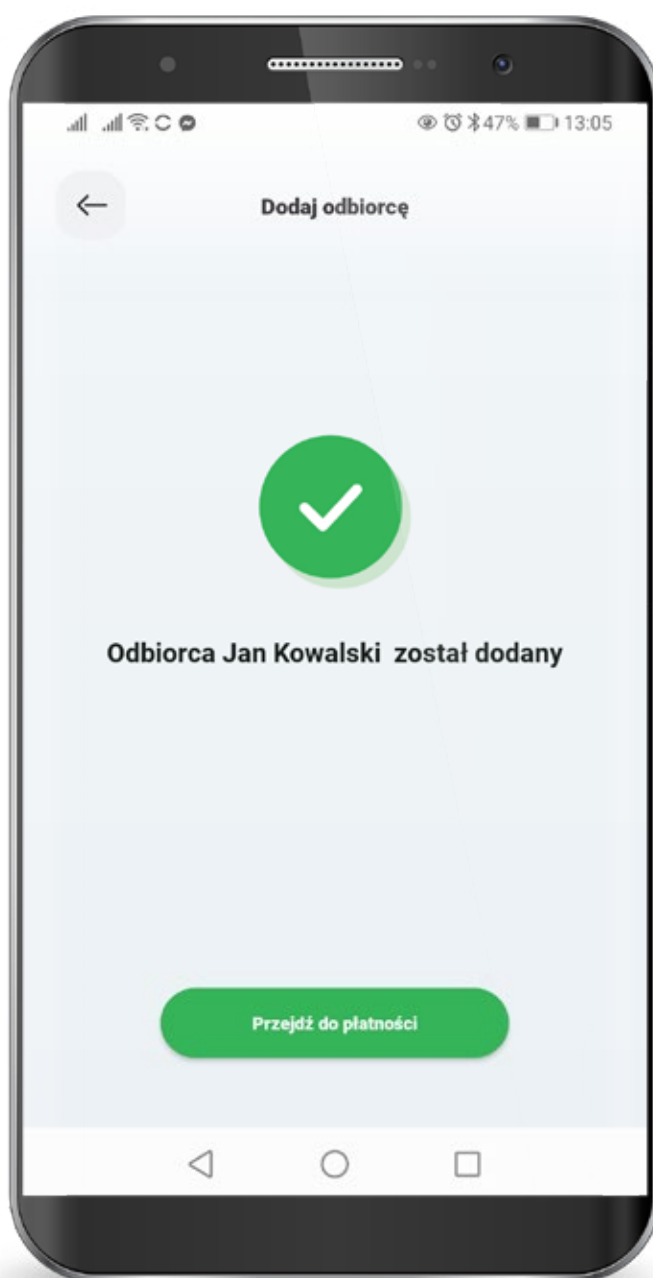 47% 13:05
Dodaj odbiorcę
Odbiorca Jan Kowalski został dodany
Przejdź do płatności